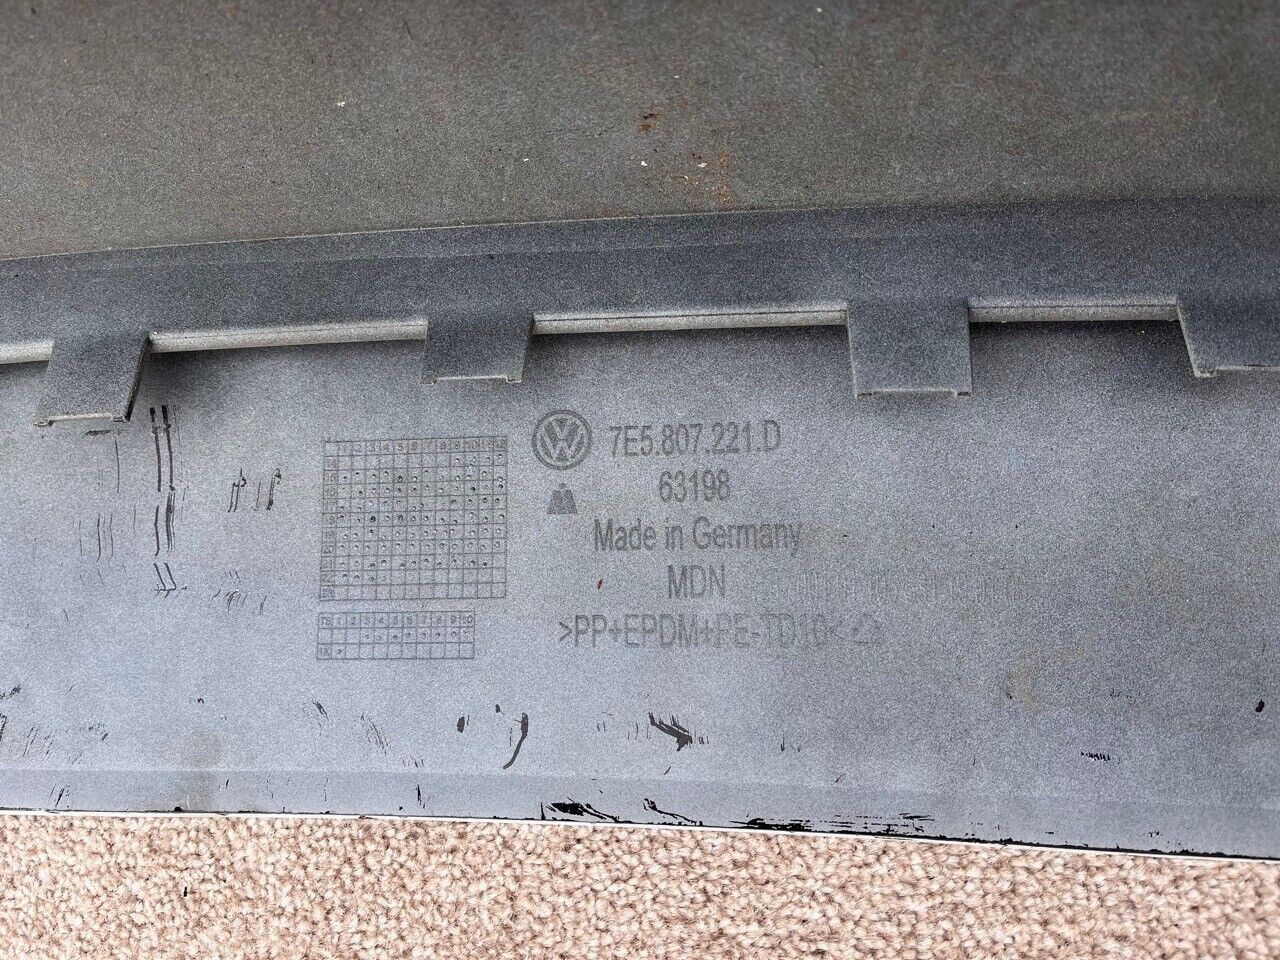 7E5.807.221.D
63198
Made in Germany
MDN
>PP+EPDM+PE-TD10<